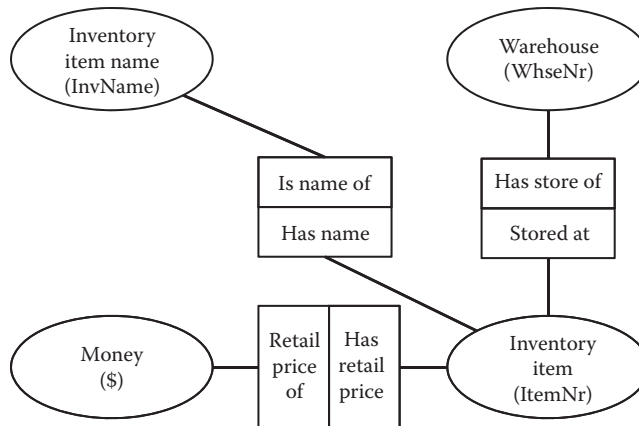 Inventory
item name
(InvName)
Warehouse
(WhseNr)
Is name of
Has name
Has store of
Stored at
Money
($)
Retail
price
of
Has
retail
price
Inventory
item
(ItemNr)